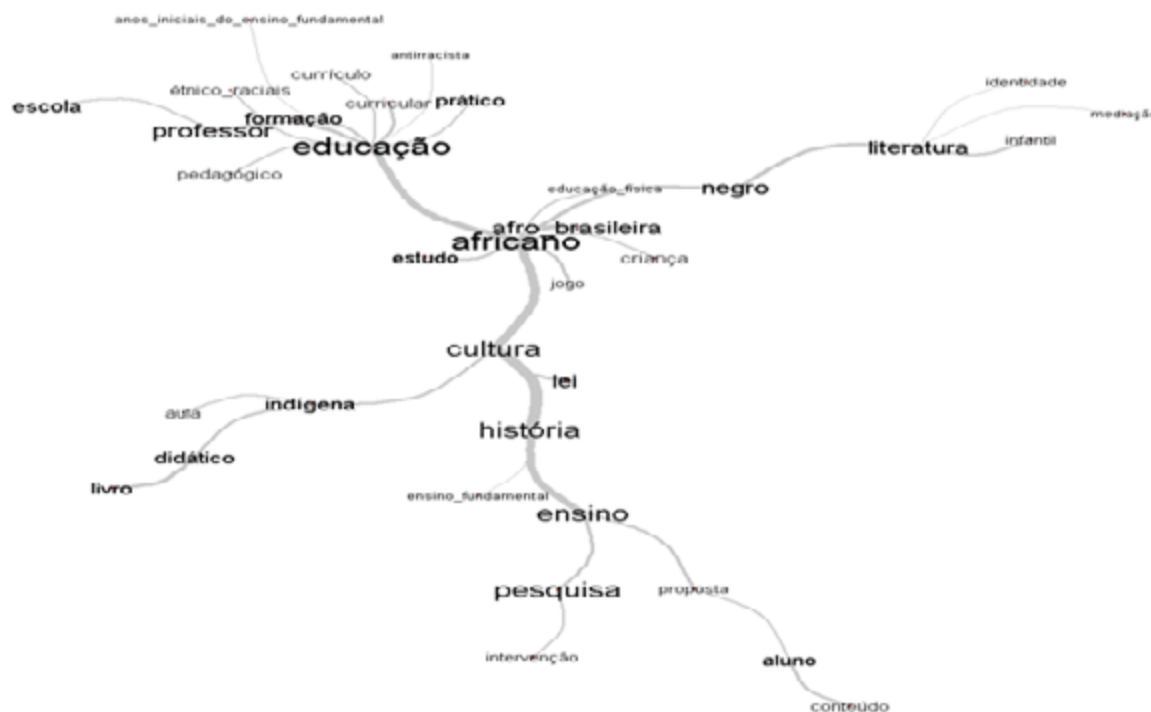 anos_iniciais_do_ensino_fundamental
antirracista
currículo
identidade
étnico_raciais
curricular
prático
escola
mediação
formação
professor
educação
literatura
infantil
pedagógico
educação_física
negro
afro_brasileira
africano
estudo
criança
jogo
cultura
lei
indígena
aula
história
didático
livro
ensino_fundamental
ensino
pesquisa
proposta
intervenção
aluno
conteúdo